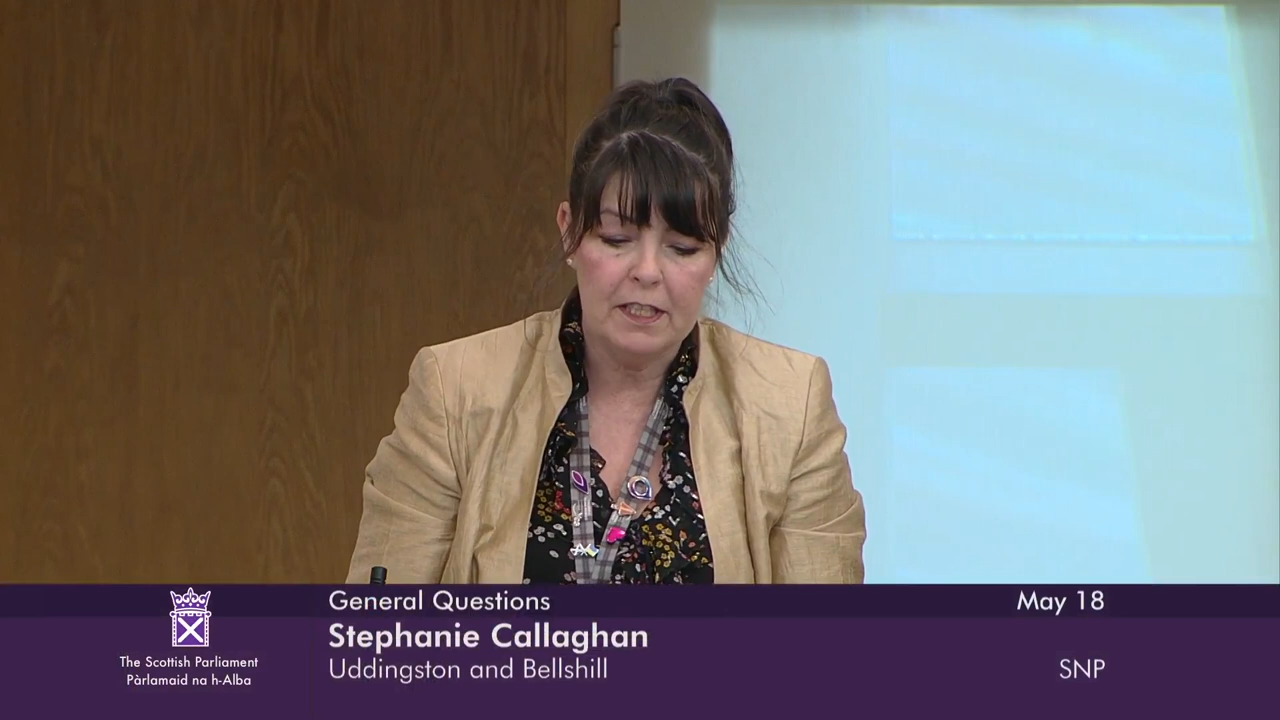 General Questions
May 18
Stephanie Callaghan
Uddingston and Bellshill
SNP
The Scottish Parliament
Pàrlamaid na h-Alba